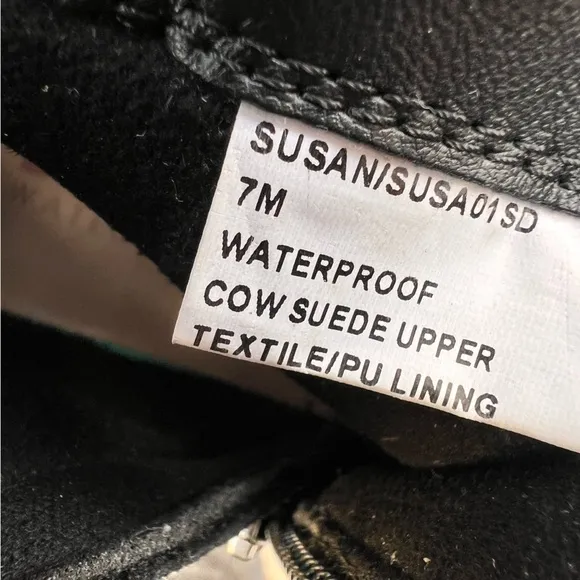 SUSAN/SUSA01SD
7M
WATERPROOF
COW SUEDE UPPER
TEXTILE/PU LINING